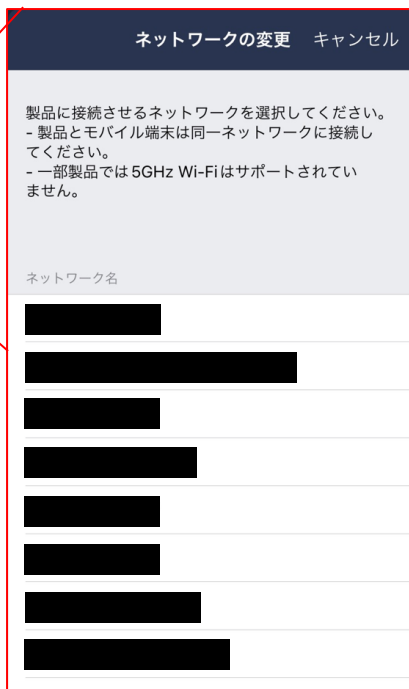 ネットワークの変更 キャンセル
製品に接続させるネットワークを選択してください。
- 製品とモバイル端末は同一ネットワークに接続し
てください。
- 一部製品では5GHz Wi-Fiはサポートされてい
ません。
ネットワーク名